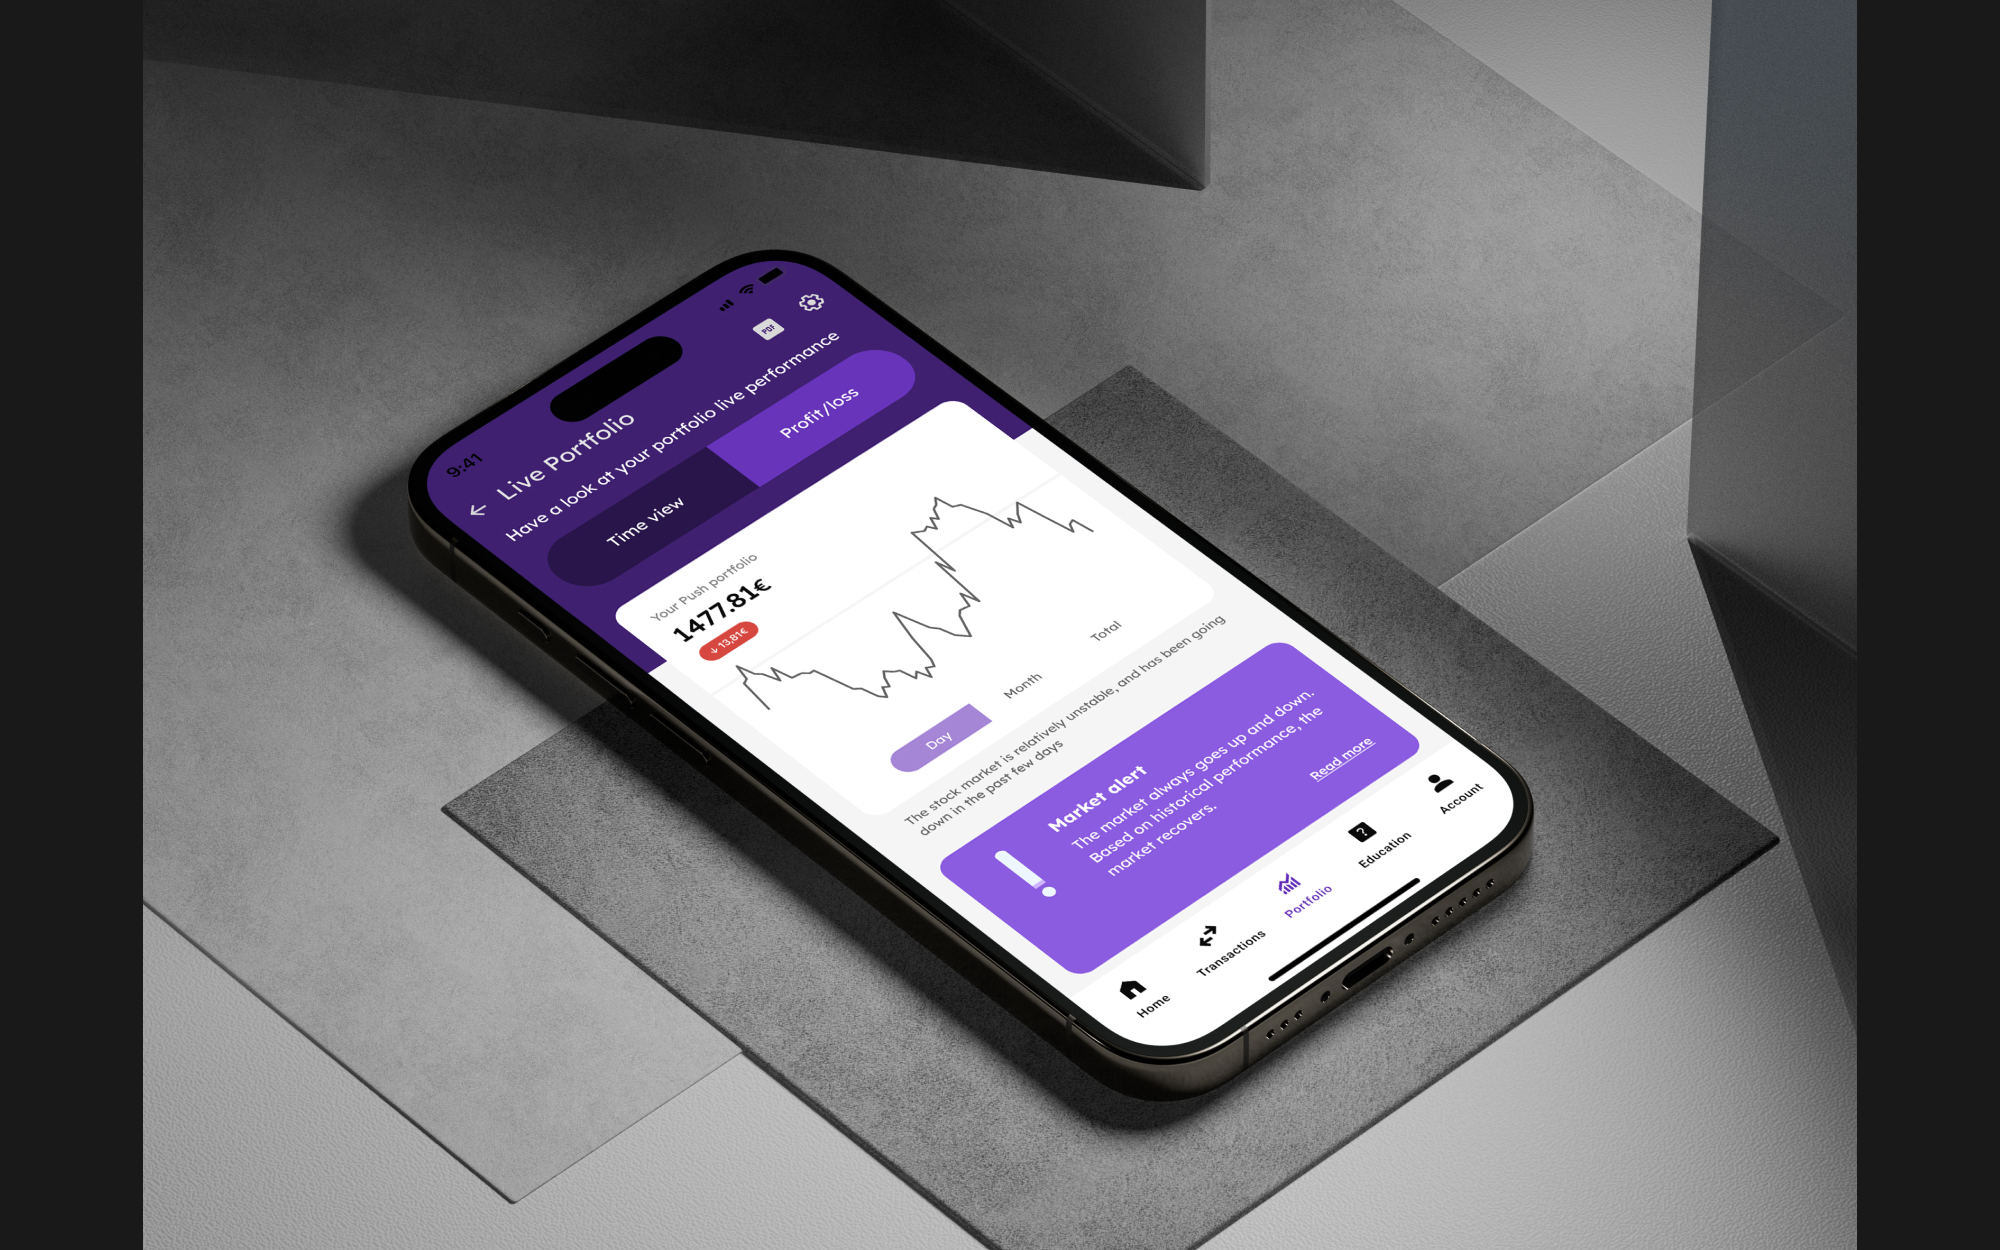 9:41
PDF
Live Portfolio
Have a look at your portfolio live performance
Time view
Profit/loss
Your Push portfolio
1477.81€
↓ 13,81€
Day
Month
Total
The stock market is relatively unstable, and has been going
down in the past few days
Market alert
The market always goes up and down.
Based on historical performance, the
market recovers.
Read more
Home
Transactions
Portfolio
Education
Account